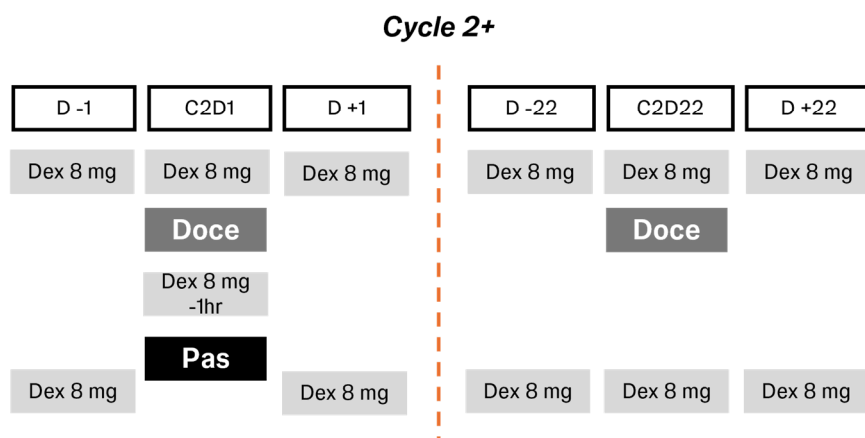 Cycle 2+
D -1 C2D1 D +1 D -22 C2D22 D +22
Dex 8 mg Dex 8 mg Dex 8 mg Dex 8 mg Dex 8 mg Dex 8 mg
Doce Doce
Dex 8 mg
-1hr
Pas
Dex 8 mg Dex 8 mg Dex 8 mg Dex 8 mg Dex 8 mg